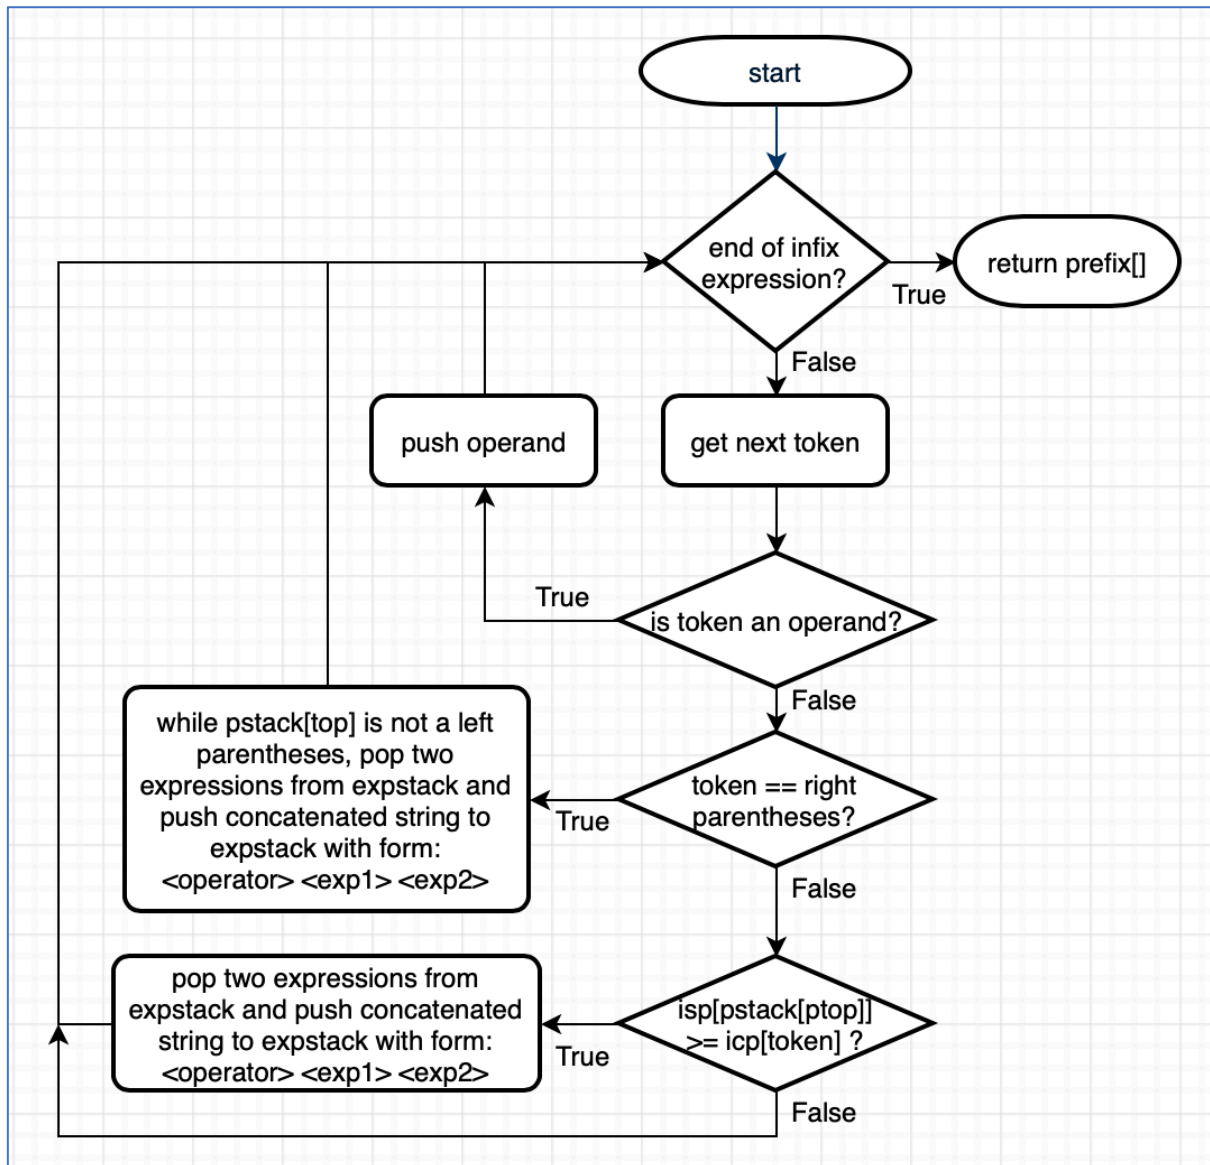 start
end of infix
expression?
True
return prefix[]
False
push operand
get next token
True
is token an operand?
False
while pstack[top] is not a left
parentheses, pop two
expressions from expstack and
push concatenated string to
expstack with form:
<operator> <exp1> <exp2>
True
token == right
parentheses?
False
pop two expressions from
expstack and push concatenated
string to expstack with form:
<operator> <exp1> <exp2>
True
isp[pstack[ptop]]
>= icp[token] ?
False